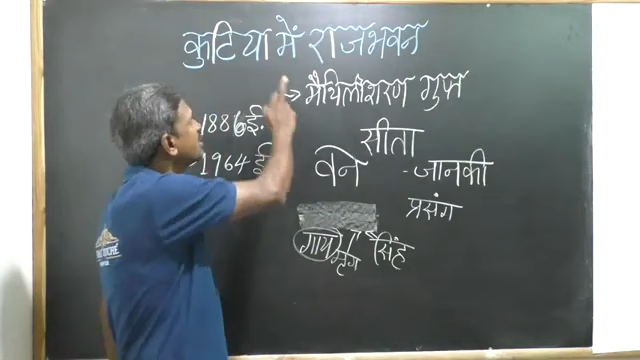 कुटिया में राजभवन
→ मैथिलीशरण गुप्त
1886 ई.
- 1964 ई
सीता
वने - जानकी
प्रसंग
गाय सिंह
मृग